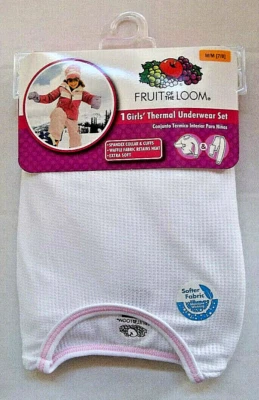 M/M (7/8)
FRUIT OF THE LOOM®
1 Girls' Thermal Underwear Set
Conjunto Termico Interior Para Niñas
• SPANDEX COLLAR & CUFFS
• WAFFLE FABRIC RETAINS HEAT
• EXTRA SOFT
&
Softer
Fabric